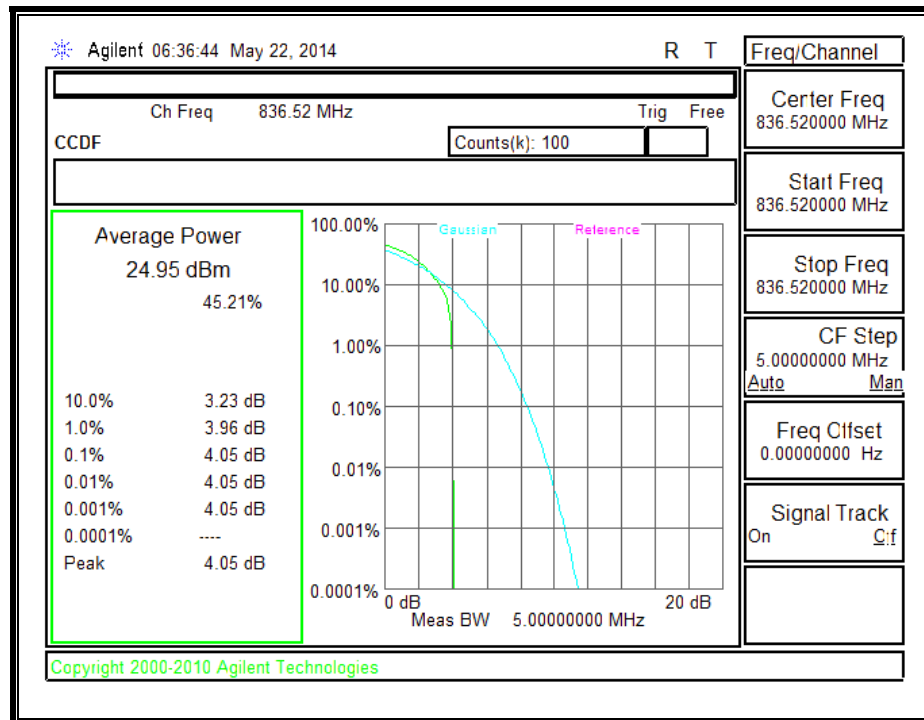 Agilent 06:36:44 May 22, 2014 R T
Ch Freq 836.52 MHz Trig Free
CCDF Counts(k): 100
Average Power
24.95 dBm
45.21%
10.0% 3.23 dB
1.0% 3.96 dB
0.1% 4.05 dB
0.01% 4.05 dB
0.001% 4.05 dB
0.0001% ----
Peak 4.05 dB
Gaussian Reference
100.00%
10.00%
1.00%
0.10%
0.01%
0.001%
0.0001%
0 dB 20 dB
Meas BW 5.00000000 MHz
Freq/Channel
Center Freq
836.520000 MHz
Start Freq
836.520000 MHz
Stop Freq
836.520000 MHz
CF Step
5.00000000 MHz
Auto Man
Freq Offset
0.00000000 Hz
Signal Track
On Off
Copyright 2000-2010 Agilent Technologies